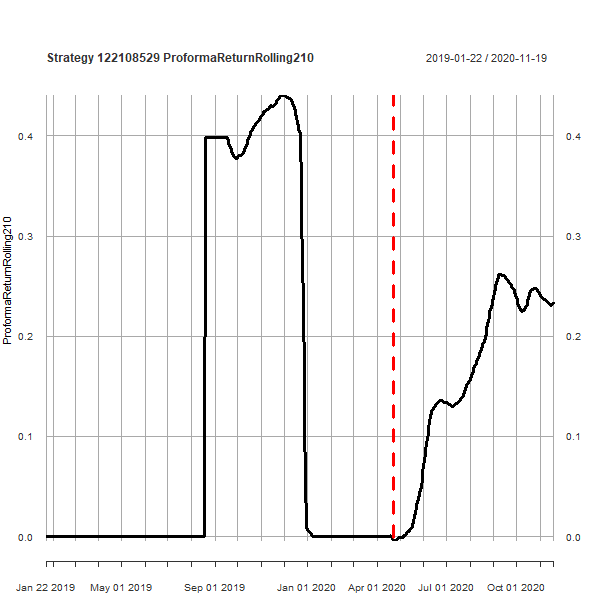 Strategy 122108529 ProformaReturnRolling210
2019-01-22 / 2020-11-19
ProformaReturnRolling210
0.4
0.4
0.3
0.3
0.2
0.2
0.1
0.1
0.0
0.0
Jan 22 2019
May 01 2019
Sep 01 2019
Jan 01 2020
Apr 01 2020
Jul 01 2020
Oct 01 2020